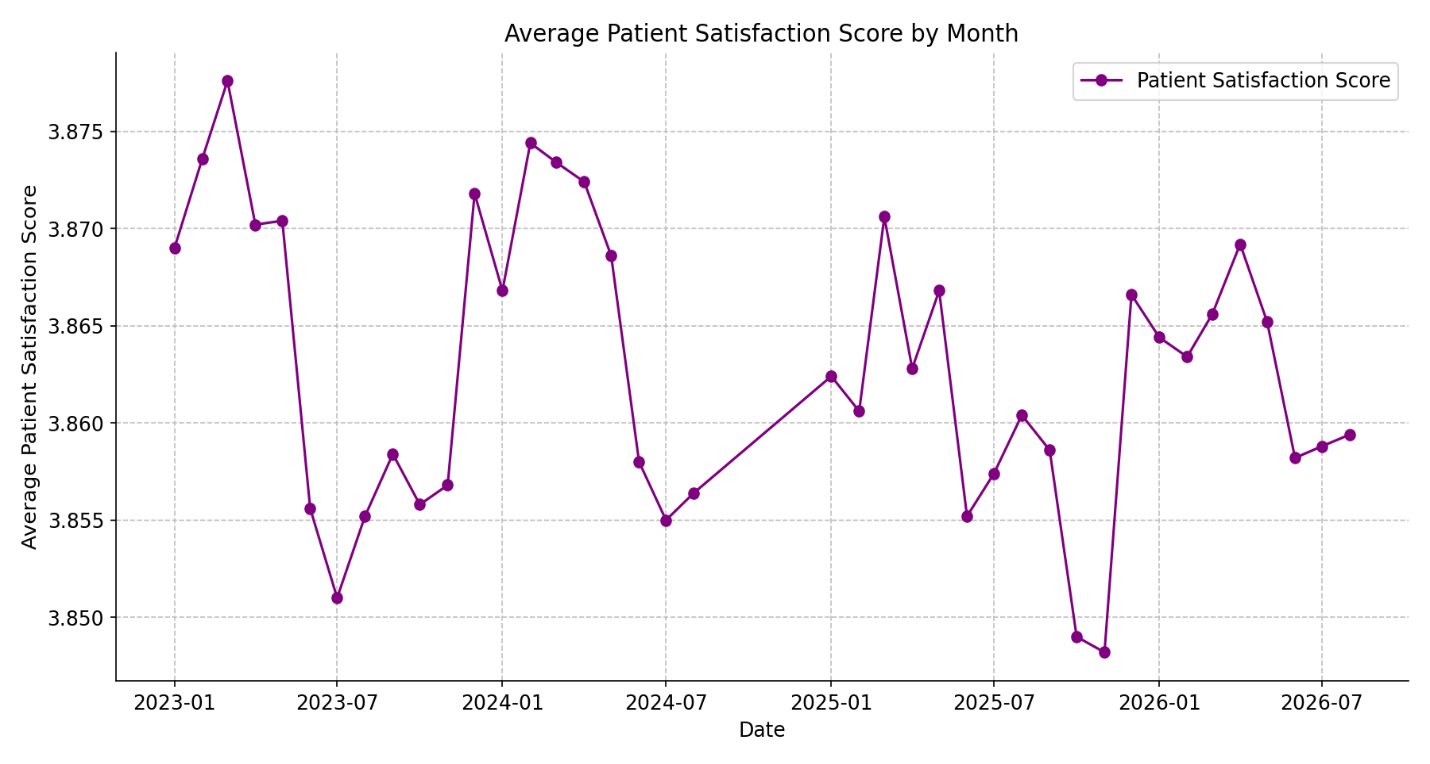 Average Patient Satisfaction Score by Month
Patient Satisfaction Score
Average Patient Satisfaction Score
3.875
3.870
3.865
3.860
3.855
3.850
2023-01 2023-07 2024-01 2024-07 2025-01 2025-07 2026-01 2026-07
Date